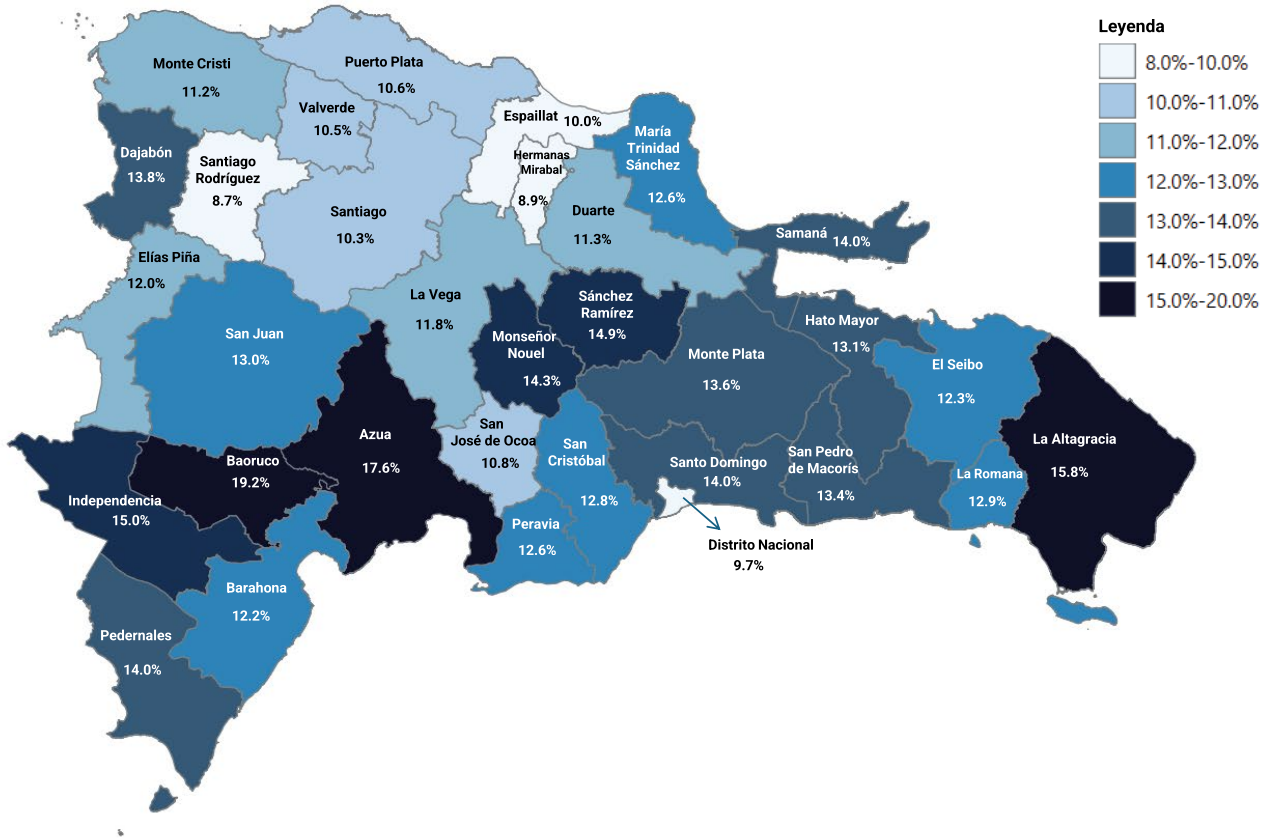 Leyenda
8.0%-10.0%
10.0%-11.0%
11.0%-12.0%
12.0%-13.0%
13.0%-14.0%
14.0%-15.0%
15.0%-20.0%
Monte Cristi
11.2%
Puerto Plata
10.6%
Valverde
10.5%
Espaillat 10.0%
María
Trinidad
Sánchez
12.6%
Dajabón
13.8%
Santiago
Rodríguez
8.7%
Hermanas
Mirabal
8.9%
Santiago
10.3%
Duarte
11.3%
Samaná 14.0%
Elías Piña
12.0%
La Vega
11.8%
Sánchez
Ramírez
14.9%
San Juan
13.0%
Monseñor
Nouel
14.3%
Hato Mayor
13.1%
Monte Plata
13.6%
El Seibo
12.3%
Azua
17.6%
San
José de Ocoa
10.8%
San
Cristóbal
12.8%
La Altagracia
15.8%
Baoruco
19.2%
Santo Domingo
14.0%
San Pedro
de Macorís
13.4%
La Romana
12.9%
Independencia
15.0%
Peravia
12.6%
Distrito Nacional
9.7%
Barahona
12.2%
Pedernales
14.0%